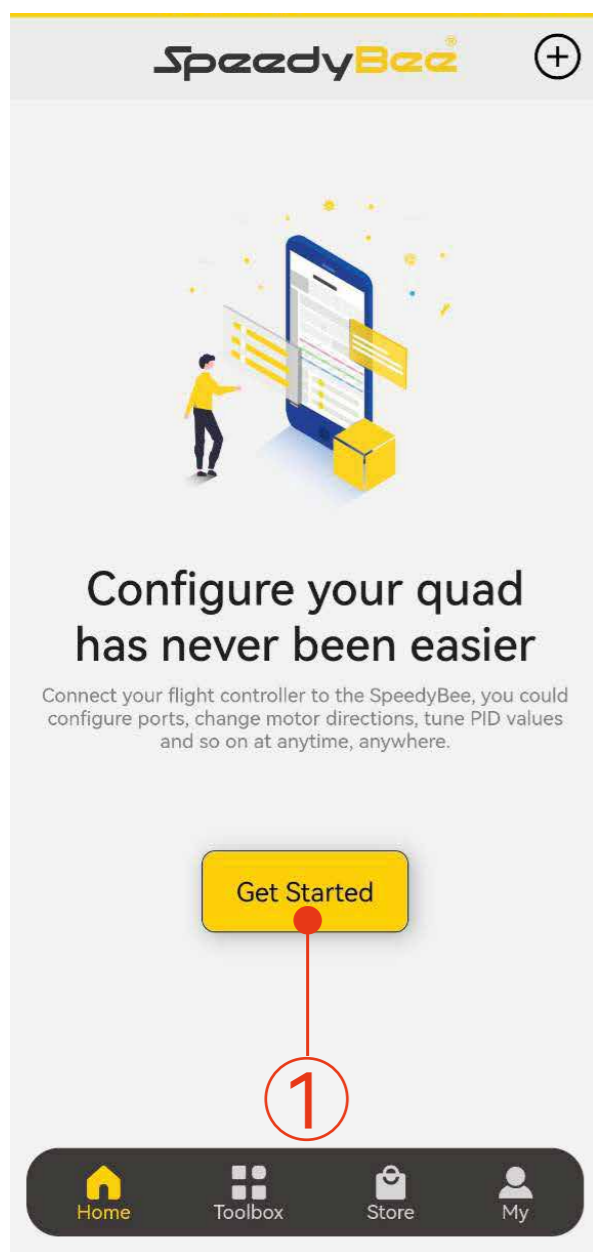 SpeedyBee
Configure your quad
has never been easier
Connect your flight controller to the SpeedyBee, you could
configure ports, change motor directions, tune PID values
and so on at anytime, anywhere.
Get Started
1
Home Toolbox Store My